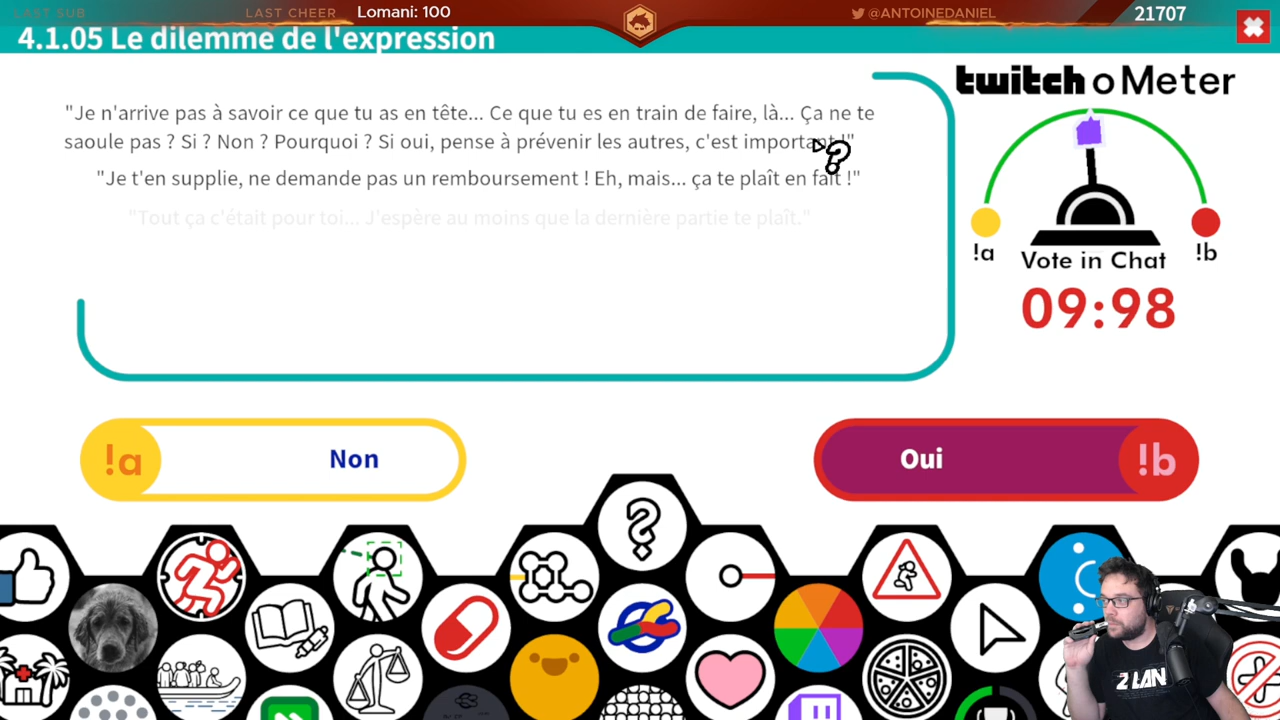 LAST SUB
LAST CHEER Lomani: 100
@ANTOINEDANIEL
21707
4.1.05 Le dilemme de l'expression
twitch o Meter
"Je n'arrive pas à savoir ce que tu as en tête... Ce que tu es en train de faire, là... Ça ne te
saoule pas ? Si ? Non ? Pourquoi ? Si oui, pense à prévenir les autres, c'est important !"
"Je t'en supplie, ne demande pas un remboursement ! Eh, mais... ça te plaît en fait !"
"Tout ça c'était pour toi... J'espère au moins que la dernière partie te plaît."
!a
!b
Vote in Chat
09:98
!a Non
Oui !b
?
Z LAN